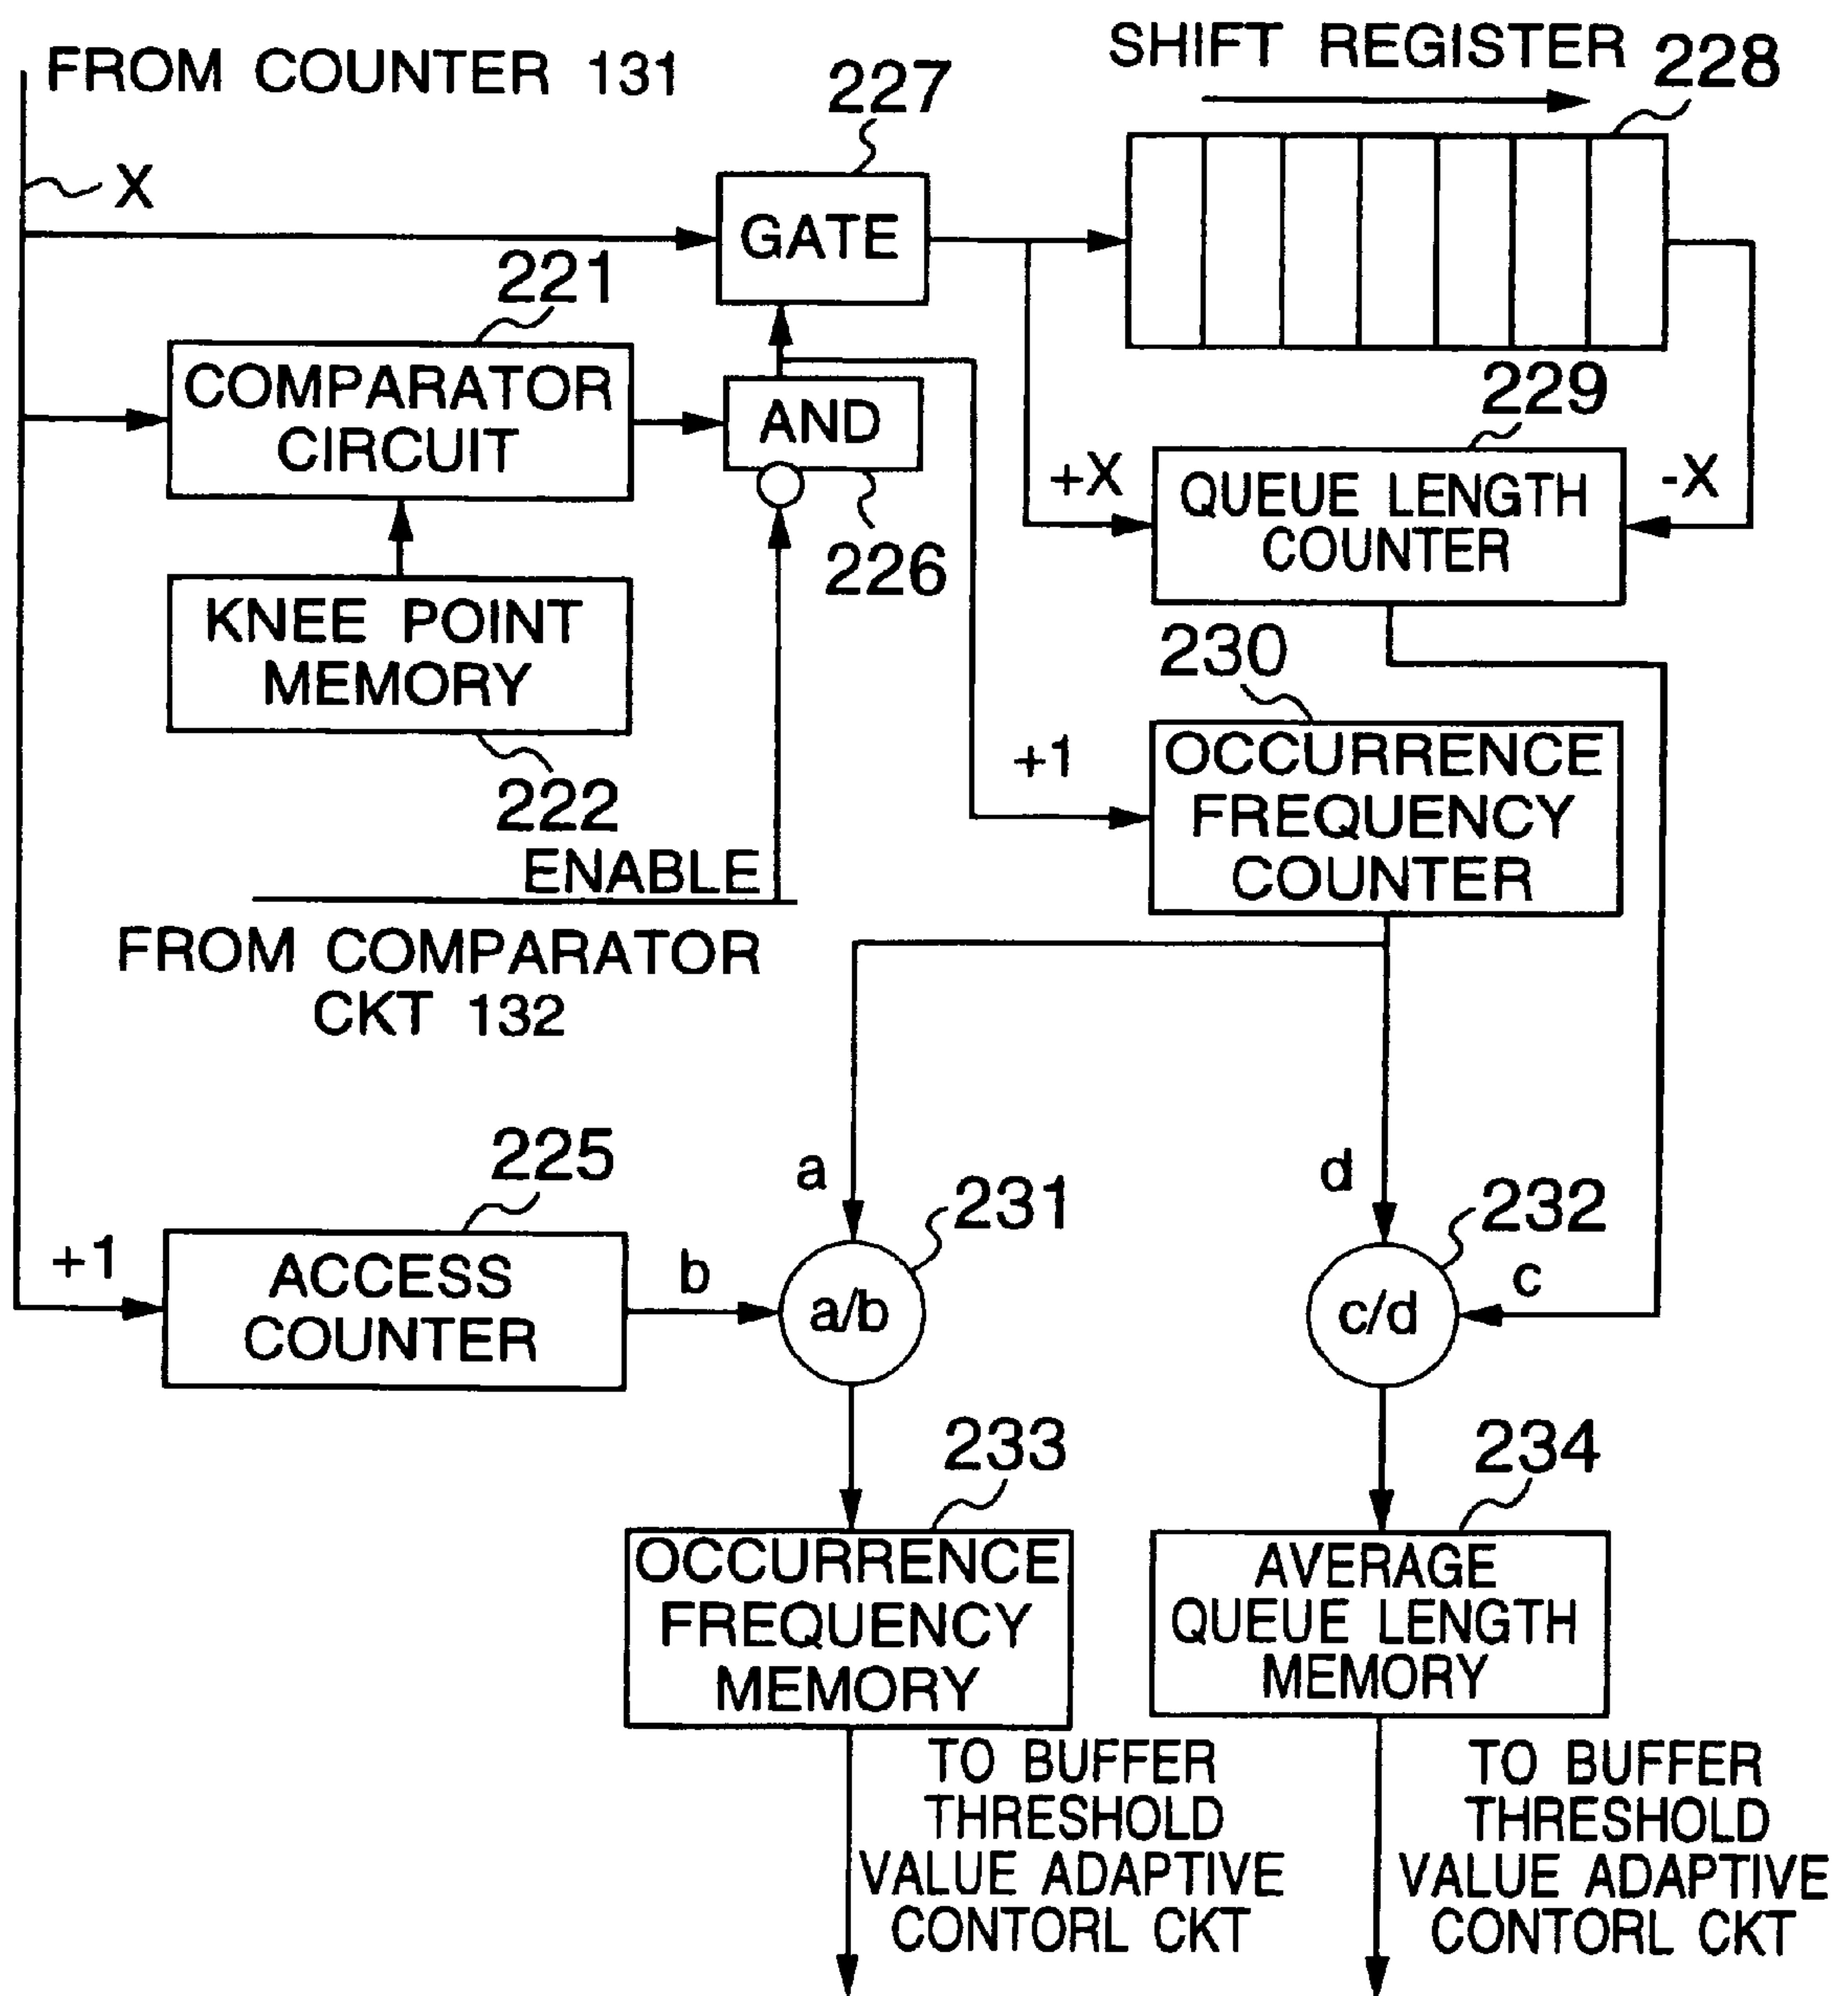 FROM COUNTER 131
SHIFT REGISTER
228
227
X
GATE
221
COMPARATOR
CIRCUIT
AND
229
+X
-X
QUEUE LENGTH
COUNTER
226
KNEE POINT
MEMORY
230
222
+1
OCCURRENCE
FREQUENCY
COUNTER
ENABLE
FROM COMPARATOR
CKT 132
225
a
d
231
232
+1
ACCESS
COUNTER
b
a/b
c/d
c
233
234
OCCURRENCE
FREQUENCY
MEMORY
AVERAGE
QUEUE LENGTH
MEMORY
TO BUFFER
THRESHOLD
VALUE ADAPTIVE
CONTORL CKT
TO BUFFER
THRESHOLD
VALUE ADAPTIVE
CONTORL CKT